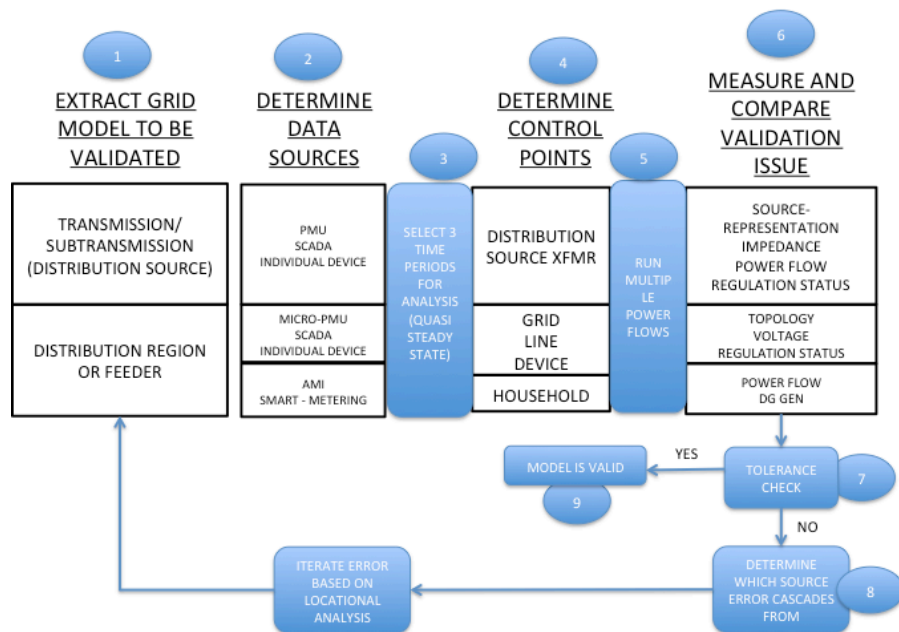 1
EXTRACT GRID
MODEL TO BE
VALIDATED
TRANSMISSION/
SUBTRANSMISSION
(DISTRIBUTION SOURCE)
DISTRIBUTION REGION
OR FEEDER
2
DETERMINE
DATA
SOURCES
PMU
SCADA
INDIVIDUAL DEVICE
MICRO-PMU
SCADA
INDIVIDUAL DEVICE
AMI
SMART - METERING
3
SELECT 3
TIME
PERIODS
FOR
ANALYSIS
(QUASI
STEADY
STATE)
4
DETERMINE
CONTROL
POINTS
DISTRIBUTION
SOURCE XFMR
GRID
LINE
DEVICE
HOUSEHOLD
5
RUN
MULTIP
LE
POWER
FLOWS
6
MEASURE AND
COMPARE
VALIDATION
ISSUE
SOURCE-
REPRESENTATION
IMPEDANCE
POWER FLOW
REGULATION STATUS
TOPOLOGY
VOLTAGE
REGULATION STATUS
POWER FLOW
DG GEN
TOLERANCE
CHECK
7
YES
MODEL IS VALID
9
NO
DETERMINE
WHICH SOURCE
ERROR CASCADES
FROM
8
ITERATE ERROR
BASED ON
LOCATIONAL
ANALYSIS